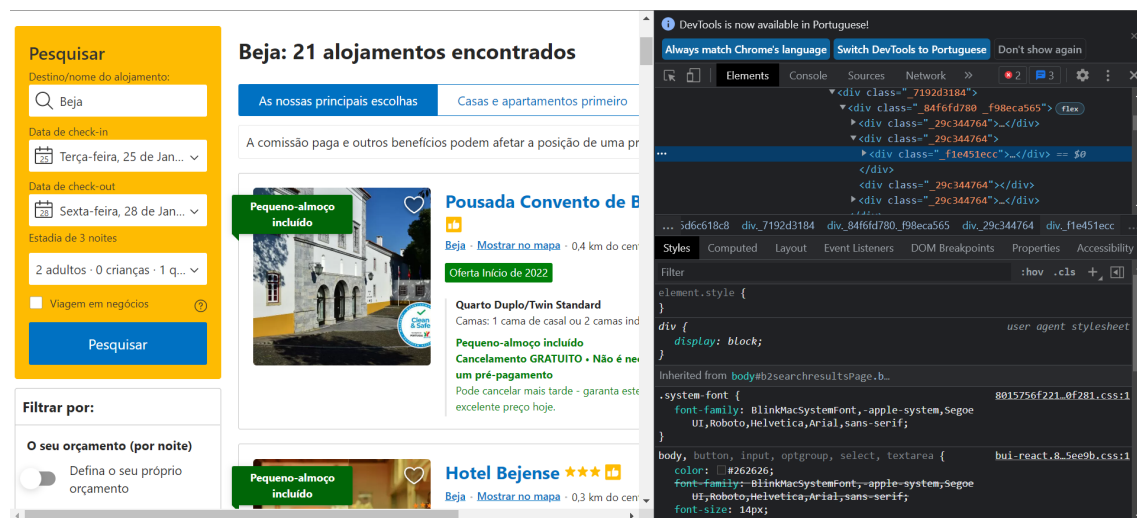 Pesquisar
Destino/nome do alojamento:
Beja
Data de check-in
25
Terça-feira, 25 de Jan...
Data de check-out
28
Sexta-feira, 28 de Jan...
Estadia de 3 noites
2 adultos · 0 crianças · 1 q...
Viagem em negócios
Pesquisar
Filtrar por:
O seu orçamento (por noite)
Defina o seu próprio
orçamento
Beja: 21 alojamentos encontrados
As nossas principais escolhas
Casas e apartamentos primeiro
A comissão paga e outros benefícios podem afetar a posição de uma pr
Pequeno-almoço
incluído
Clean
& Safe
Pousada Convento de B
Beja · Mostrar no mapa · 0,4 km do cen
Oferta Início de 2022
Quarto Duplo/Twin Standard
Camas: 1 cama de casal ou 2 camas ind
Pequeno-almoço incluído
Cancelamento GRATUITO • Não é ne
um pré-pagamento
Pode cancelar mais tarde - garanta este
excelente preço hoje.
Pequeno-almoço
incluído
Hotel Bejense
Beja · Mostrar no mapa · 0,3 km do cen
DevTools is now available in Portuguese!
Always match Chrome's language
Switch DevTools to Portuguese
Don't show again
Elements Console Sources Network » 2 3
<div class="_7192d3184">
<div class="_84f6fd780 _f98eca565"> flex
<div class="_29c344764">…</div>
<div class="_29c344764">
... <div class="_f1e451ecc">…</div> == $0
</div>
<div class="_29c344764"></div>
<div class="_29c344764">…</div>
... 5d6c618c8 div._7192d3184 div._84f6fd780._f98eca565 div._29c344764 div._f1e451ecc ...
Styles Computed Layout Event Listeners DOM Breakpoints Properties Accessibility
Filter :hov .cls +
element.style {
}
div { user agent stylesheet
display: block;
}
Inherited from body#b2searchresultsPage.b…
.system-font { 8015756f221…0f281.css:1
font-family: BlinkMacSystemFont,-apple-system,Segoe
UI,Roboto,Helvetica,Arial,sans-serif;
}
body, button, input, optgroup, select, textarea { bui-react.8…5ee9b.css:1
color: #262626;
font-family: BlinkMacSystemFont,-apple-system,Segoe
UI,Roboto,Helvetica,Arial,sans-serif;
font-size: 14px;